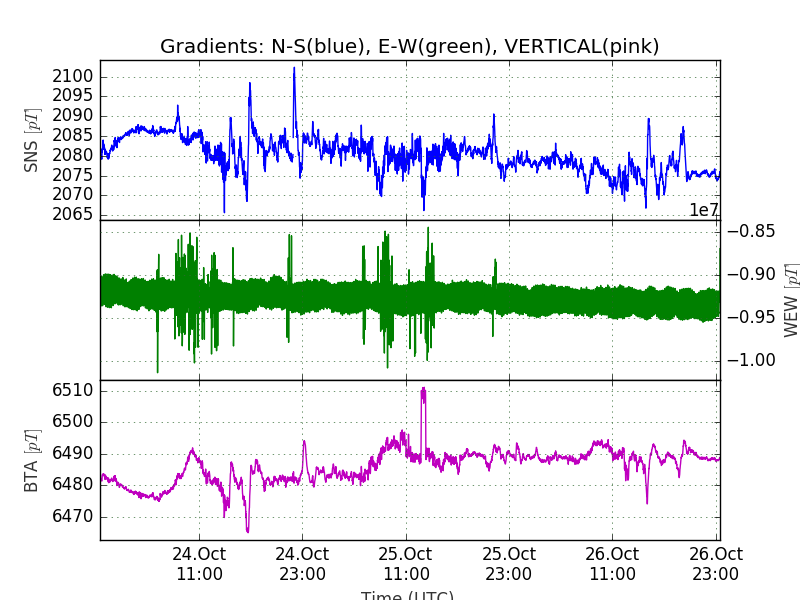 Gradients: N-S(blue), E-W(green), VERTICAL(pink)
SNS [pT]
2100
2095
2090
2085
2080
2075
2070
2065
1e7
WEW [pT]
−0.85
−0.90
−0.95
−1.00
BTA [pT]
6510
6500
6490
6480
6470
24.Oct
11:00
24.Oct
23:00
25.Oct
11:00
25.Oct
23:00
26.Oct
11:00
26.Oct
23:00
Time (UTC)